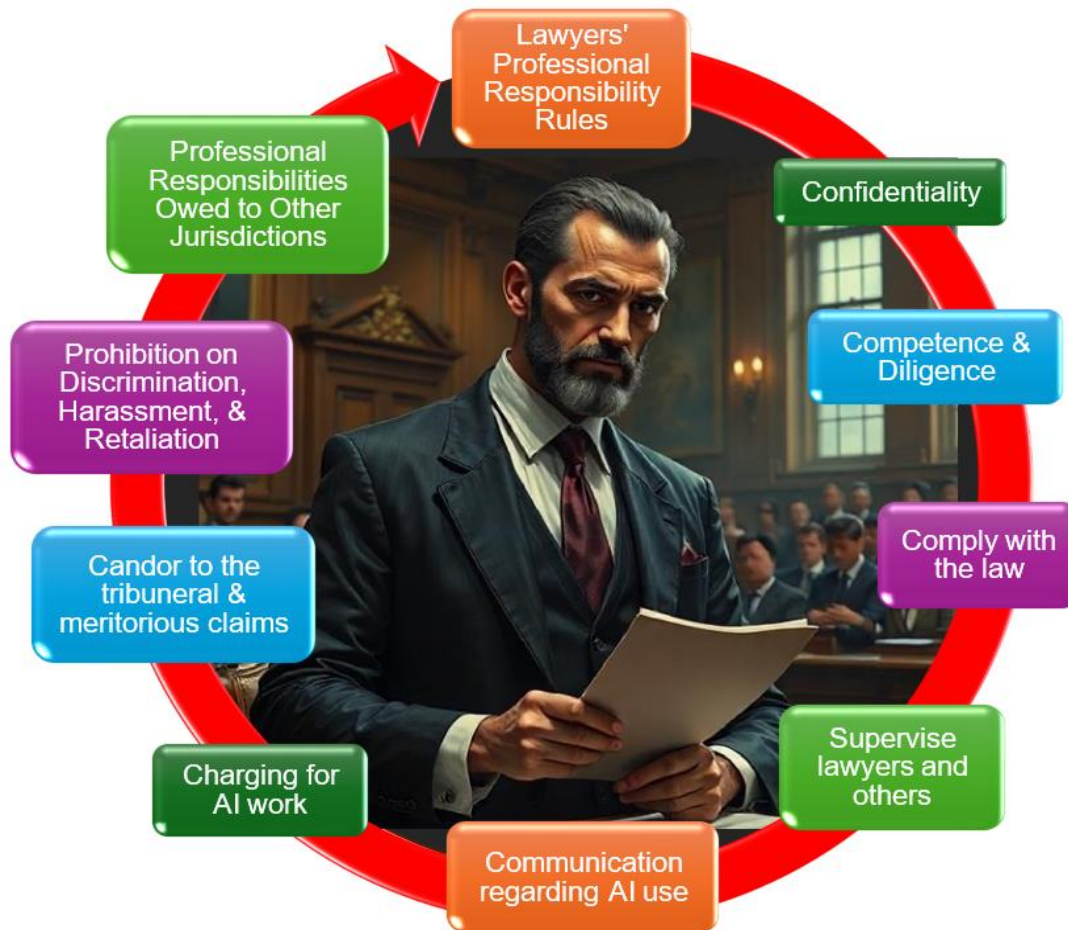 Lawyers'
Professional
Responsibility
Rules
Confidentiality
Competence &
Diligence
Comply with
the law
Supervise
lawyers and
others
Communication
regarding AI use
Charging for
AI work
Candor to the
tribuneral &
meritorious claims
Prohibition on
Discrimination,
Harassment, &
Retaliation
Professional
Responsibilities
Owed to Other
Jurisdictions